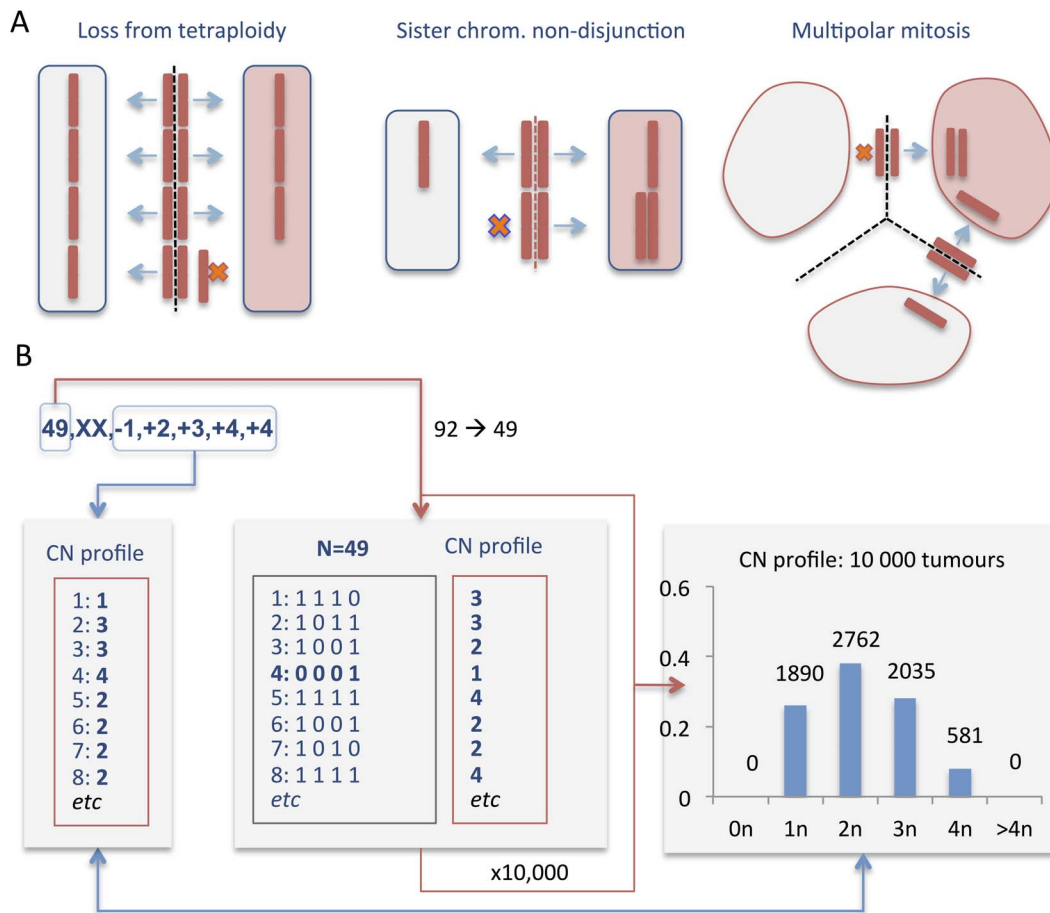 A
Loss from tetraploidy
Sister chrom. non-disjunction
Multipolar mitosis
B
49,XX,-1,+2,+3,+4,+4
92 → 49
CN profile
1: 1
2: 3
3: 3
4: 4
5: 2
6: 2
7: 2
8: 2
etc
N=49
CN profile
1: 1 1 1 0 3
2: 1 0 1 1 3
3: 1 0 0 1 2
4: 0 0 0 1 1
5: 1 1 1 1 4
6: 1 0 0 1 2
7: 1 0 1 0 2
8: 1 1 1 1 4
etc etc
x10,000
CN profile: 10 000 tumours
0.6
0.4
0.2
0
0
1890
2762
2035
581
0
0n 1n 2n 3n 4n >4n